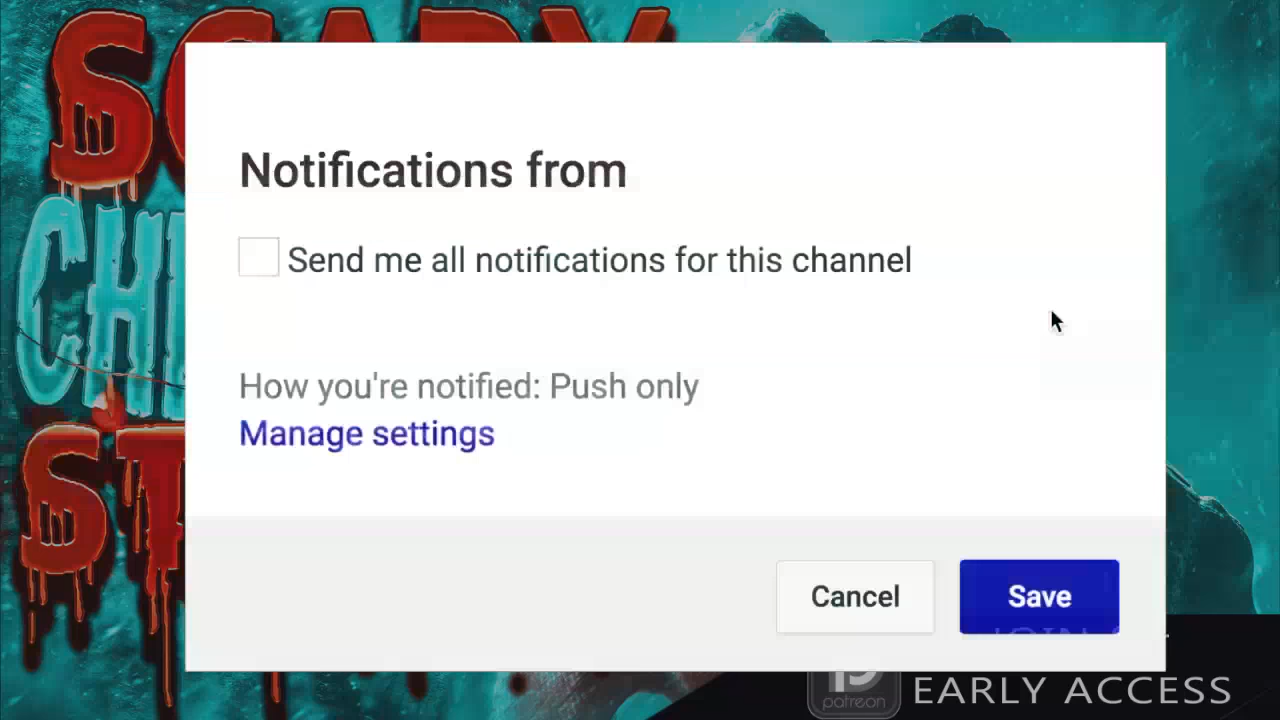 Notifications from
Send me all notifications for this channel
How you're notified: Push only
Manage settings
Cancel
Save
patreon
EARLY ACCESS